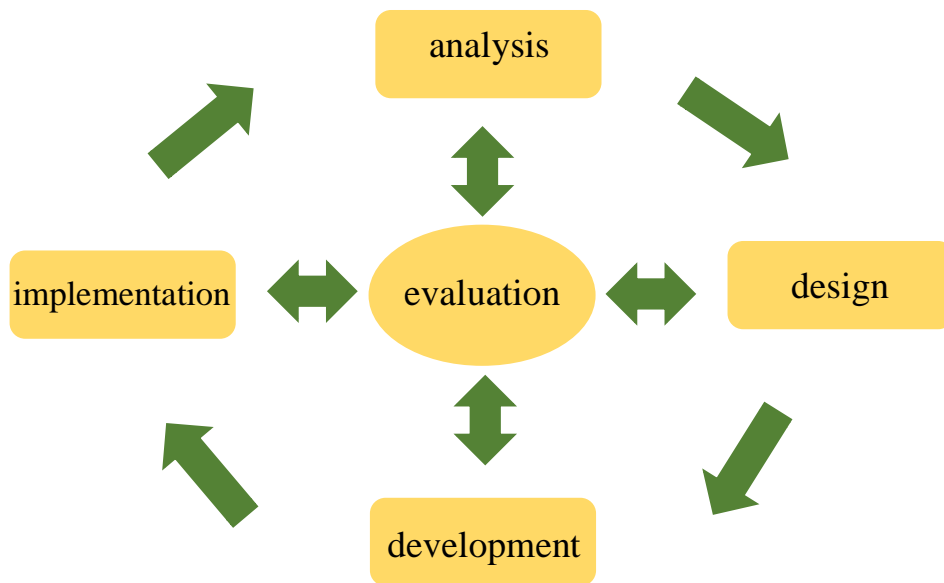 analysis
implementation
evaluation
design
development